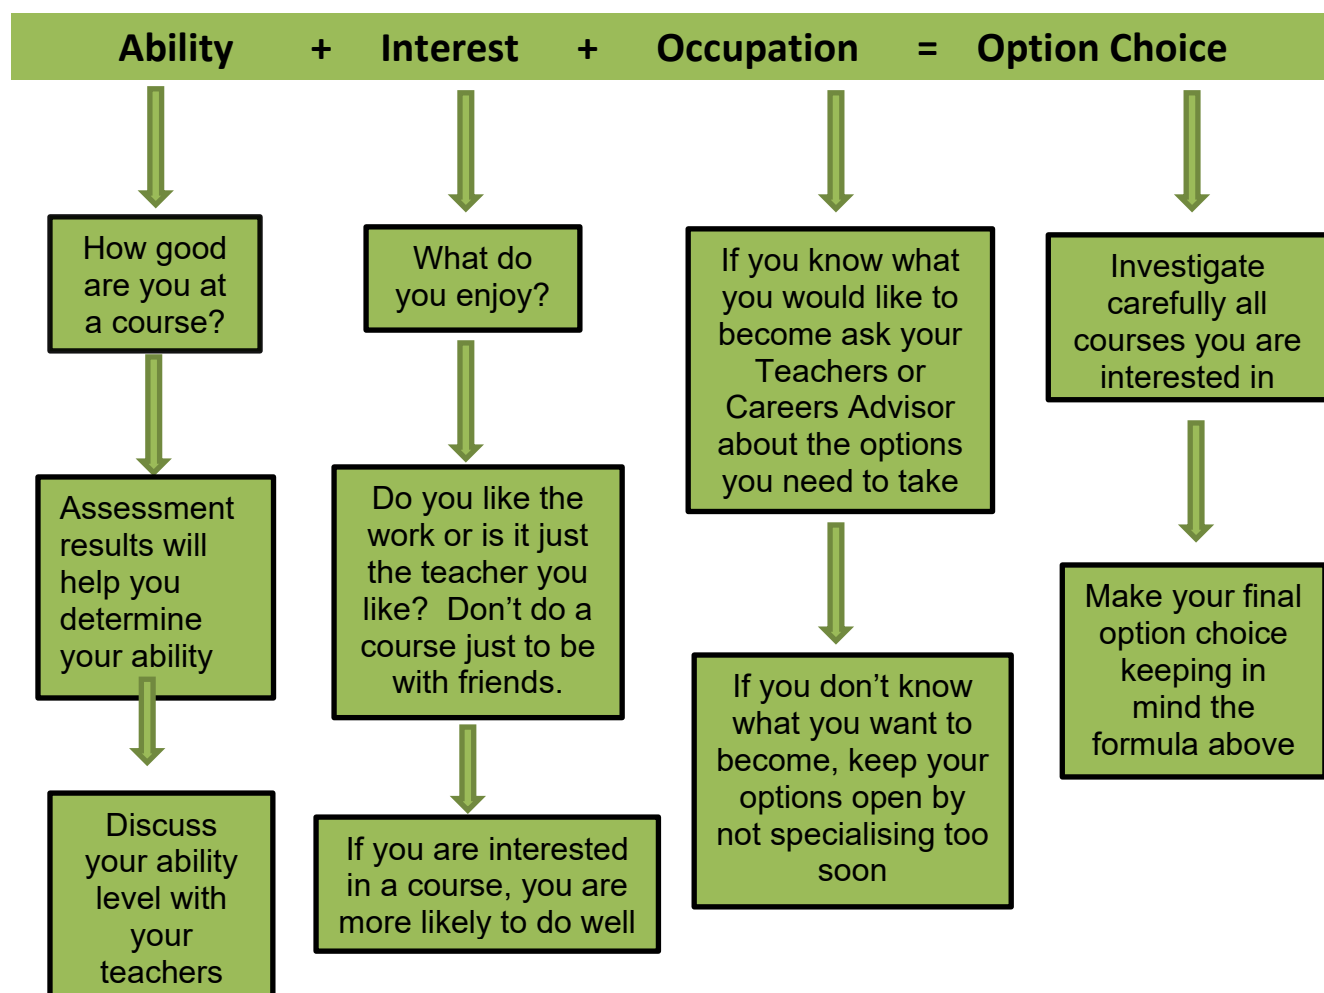 Ability + Interest + Occupation = Option Choice
How good
are you at
a course?
Assessment
results will
help you
determine
your ability
Discuss
your ability
level with
your
teachers
What do
you enjoy?
Do you like the
work or is it just
the teacher you
like?  Don’t do a
course just to be
with friends.
If you are interested
in a course, you are
more likely to do well
If you know what
you would like to
become ask your
Teachers or
Careers Advisor
about the options
you need to take
If you don’t know
what you want to
become, keep your
options open by
not specialising too
soon
Investigate
carefully all
courses you are
interested in
Make your final
option choice
keeping in
mind the
formula above